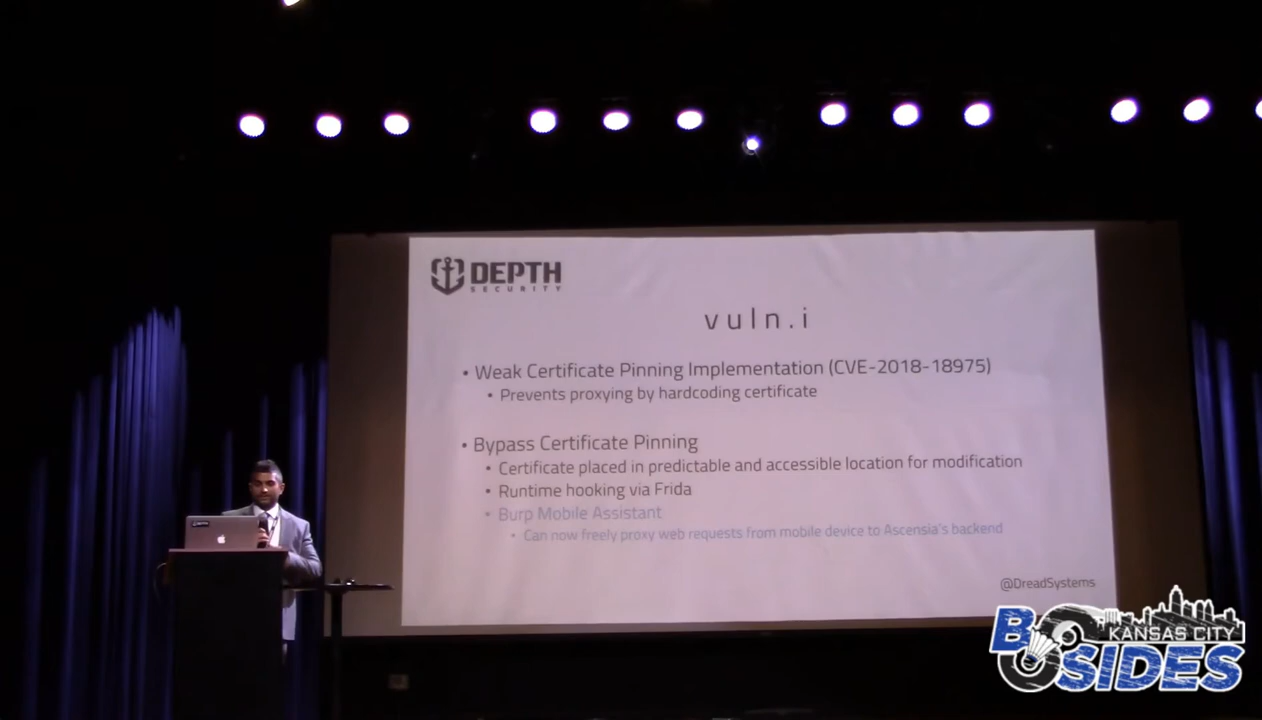 DEPTH
SECURITY
vuln.i
• Weak Certificate Pinning Implementation (CVE-2018-18975)
• Prevents proxying by hardcoding certificate
• Bypass Certificate Pinning
• Certificate placed in predictable and accessible location for modification
• Runtime hooking via Frida
• Burp Mobile Assistant
• Can now freely proxy web requests from mobile device to Ascensia's backend
@DreadSystems
BSIDES
KANSAS CITY